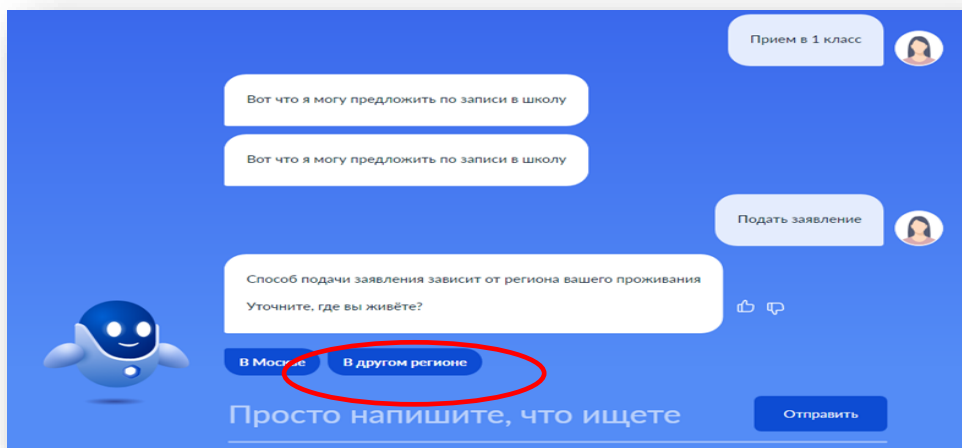 Прием в 1 класс
Вот что я могу предложить по записи в школу
Вот что я могу предложить по записи в школу
Подать заявление
Способ подачи заявления зависит от региона вашего проживания
Уточните, где вы живёте?
В Москве В другом регионе
Просто напишите, что ищете Отправить